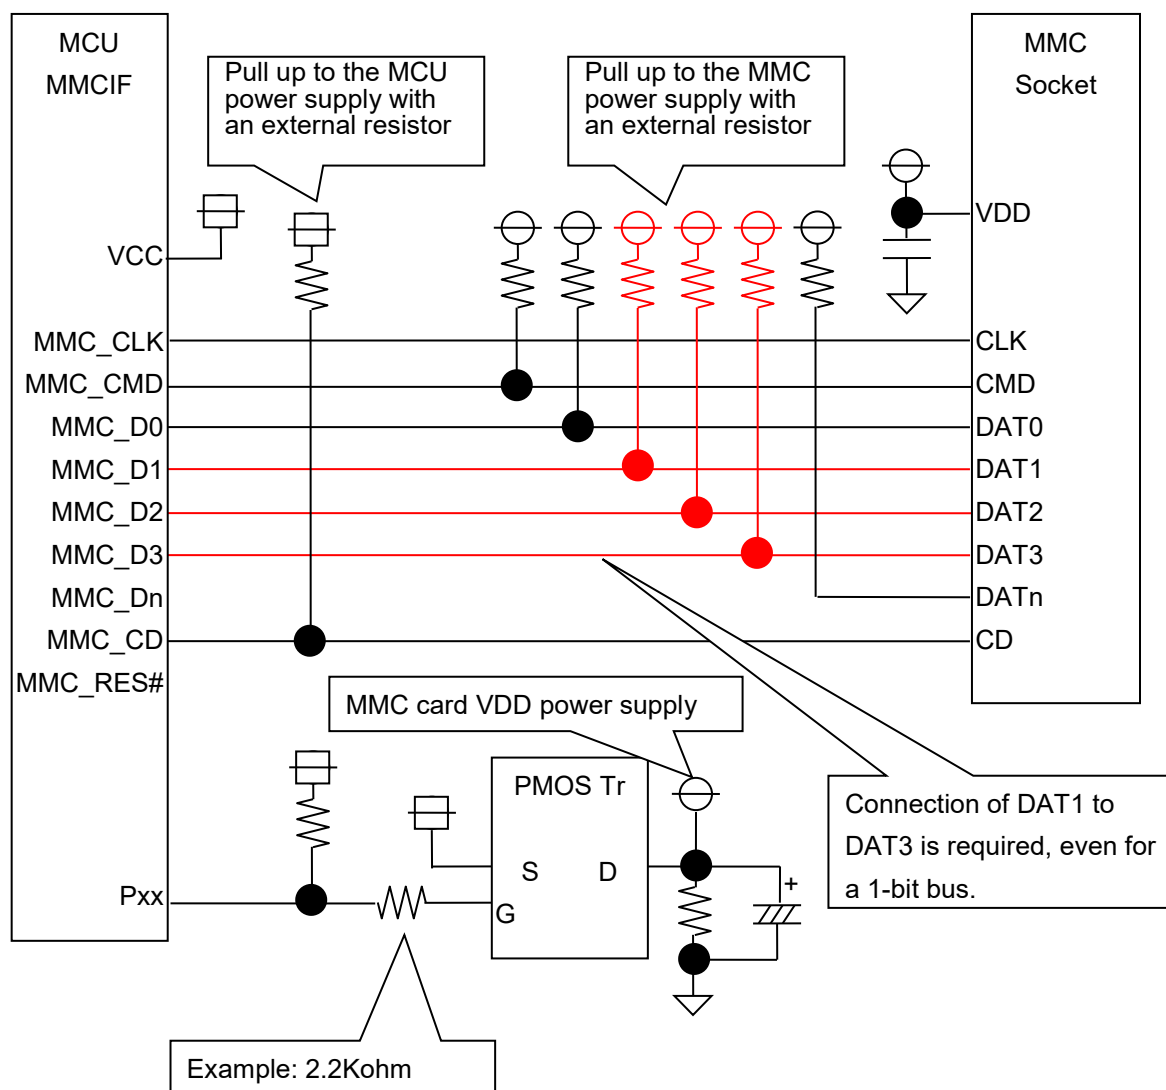 MCU
MMCIF
MMC
Socket
Pull up to the MCU
power supply with
an external resistor
Pull up to the MMC
power supply with
an external resistor
VDD
VCC
MMC_CLK
CLK
MMC_CMD
CMD
MMC_D0
DAT0
MMC_D1
DAT1
MMC_D2
DAT2
MMC_D3
DAT3
MMC_Dn
DATn
MMC_CD
CD
MMC_RES#
MMC card VDD power supply
PMOS Tr
S
D
G
+
Pxx
Connection of DAT1 to
DAT3 is required, even for
a 1-bit bus.
Example: 2.2Kohm